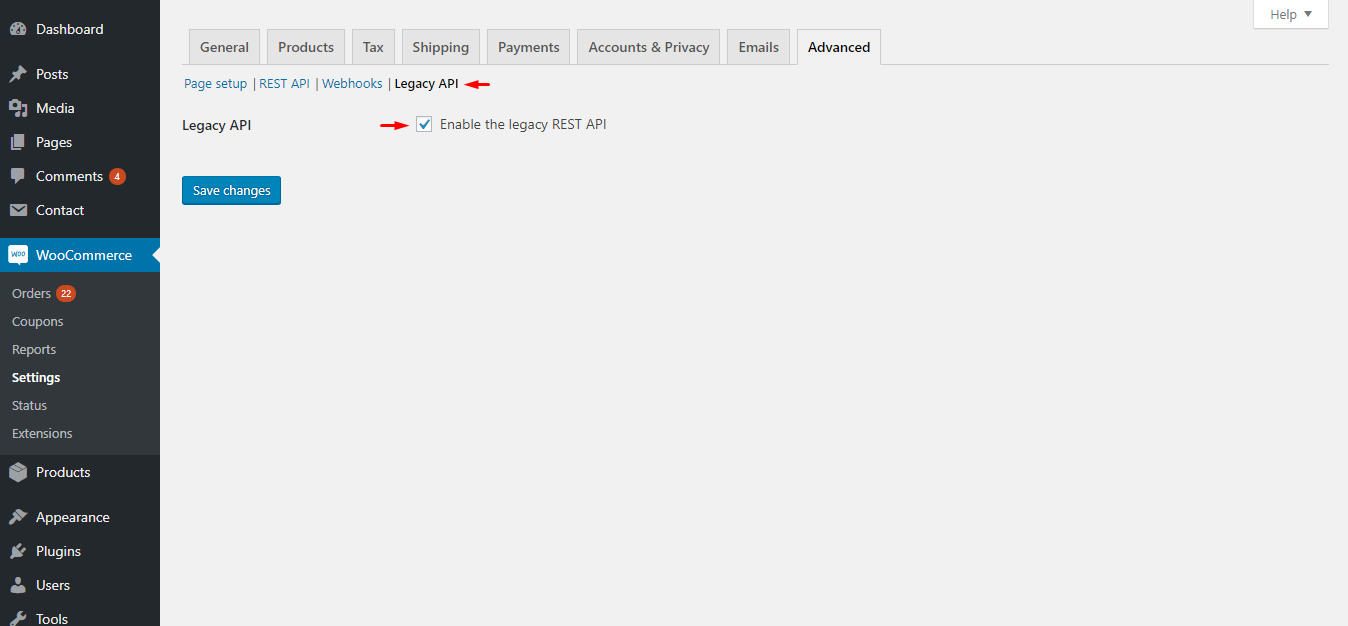 Dashboard
Posts
Media
Pages
Comments 4
Contact
woo WooCommerce
Orders 22
Coupons
Reports
Settings
Status
Extensions
Products
Appearance
Plugins
Users
Tools
Help
General Products Tax Shipping Payments Accounts & Privacy Emails Advanced
Page setup | REST API | Webhooks | Legacy API
Legacy API Enable the legacy REST API
Save changes